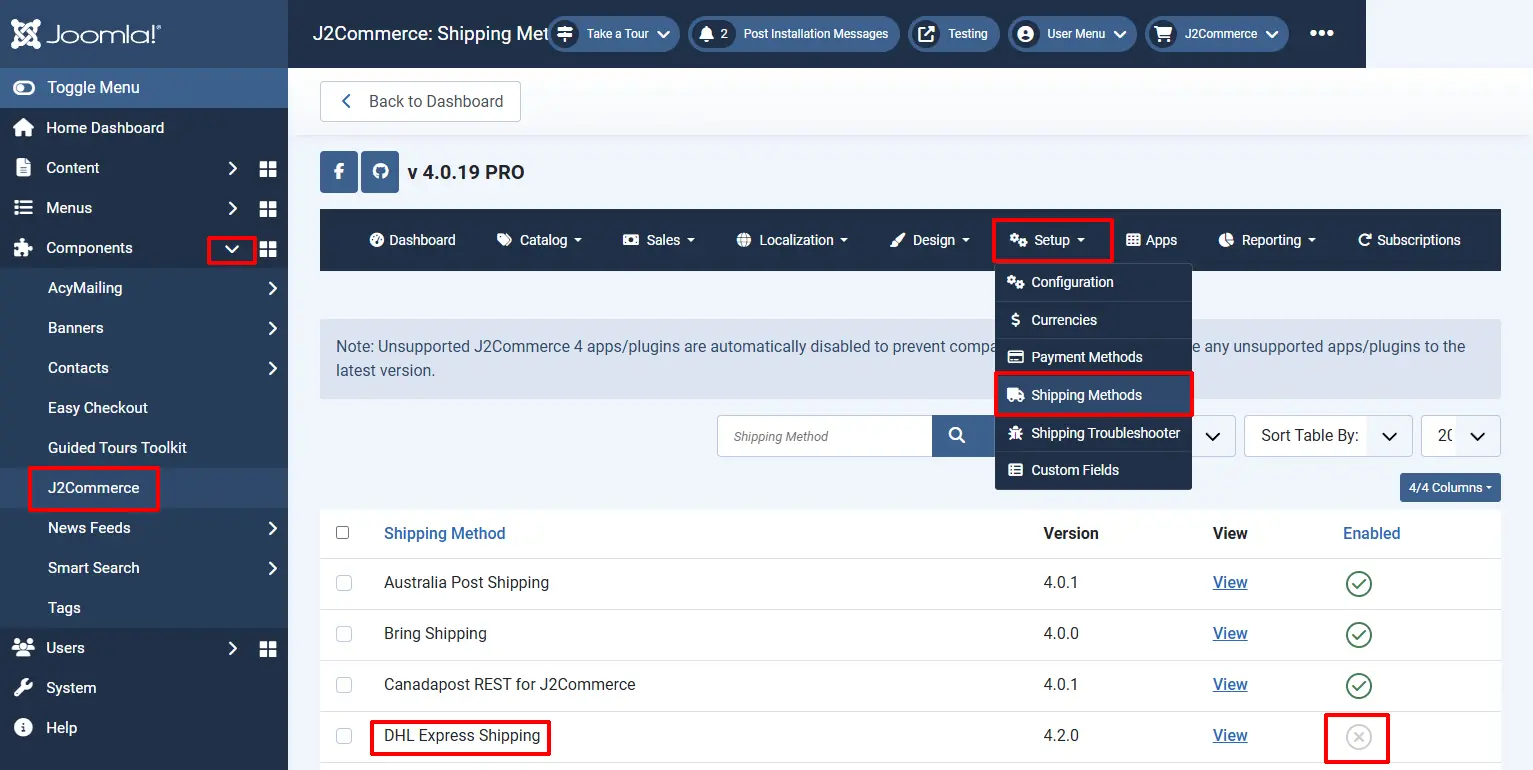 Joomla!
J2Commerce: Shipping Met
Take a Tour
2
Post Installation Messages
Testing
User Menu
J2Commerce
Toggle Menu
Back to Dashboard
Home Dashboard
Content
Menus
Components
AcyMailing
Banners
Contacts
Easy Checkout
Guided Tours Toolkit
J2Commerce
News Feeds
Smart Search
Tags
Users
System
Help
v 4.0.19 PRO
Dashboard
Catalog
Sales
Localization
Design
Setup
Apps
Reporting
Subscriptions
Configuration
Currencies
Payment Methods
Shipping Methods
Shipping Troubleshooter
Custom Fields
Note: Unsupported J2Commerce 4 apps/plugins are automatically disabled to prevent compa
e any unsupported apps/plugins to the
latest version.
Shipping Method
Sort Table By:
20
4/4 Columns
Shipping Method Version View Enabled
Australia Post Shipping 4.0.1 View
Bring Shipping 4.0.0 View
Canadapost REST for J2Commerce 4.0.1 View
DHL Express Shipping 4.2.0 View